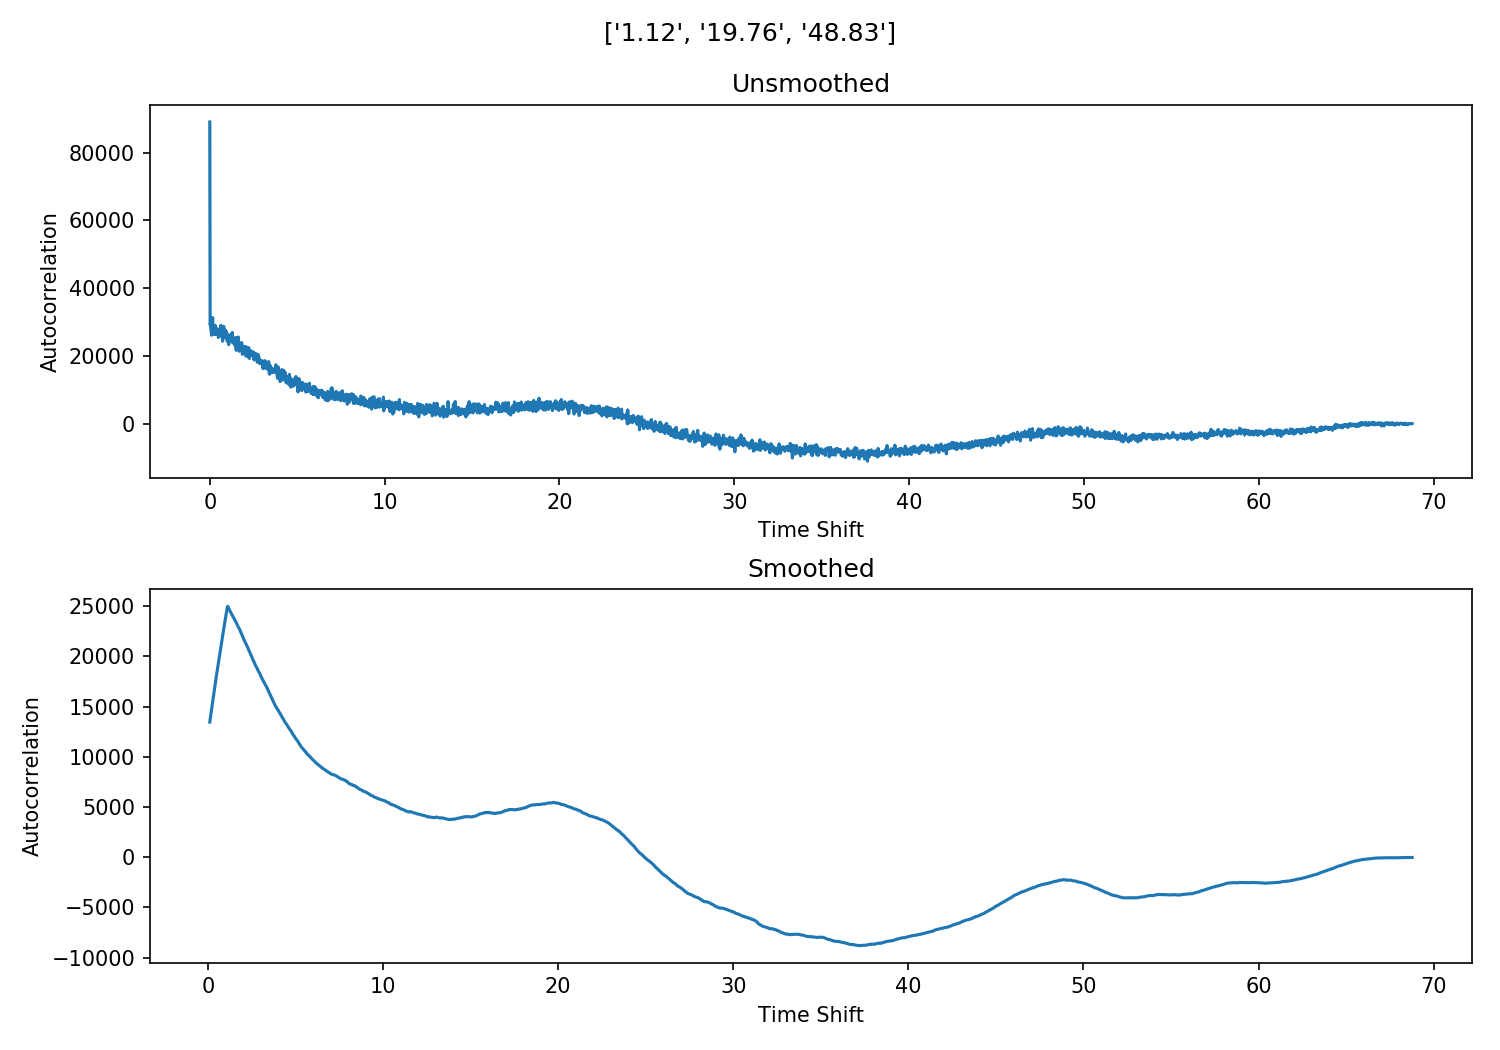 ['1.12', '19.76', '48.83']
Unsmoothed
80000
60000
40000
20000
0
Autocorrelation
0 10 20 30 40 50 60 70
Time Shift
Smoothed
25000
20000
15000
10000
5000
0
−5000
−10000
Autocorrelation
0 10 20 30 40 50 60 70
Time Shift